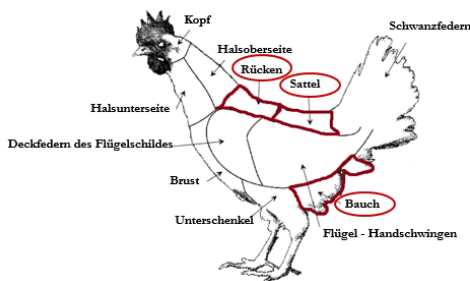 Kopf
Schwanzfedern
Halsoberseite
Rücken
Sattel
Halsunterseite
Deckfedern des Flügelschildes
Brust
Bauch
Unterschenkel
Flügel - Handschwingen